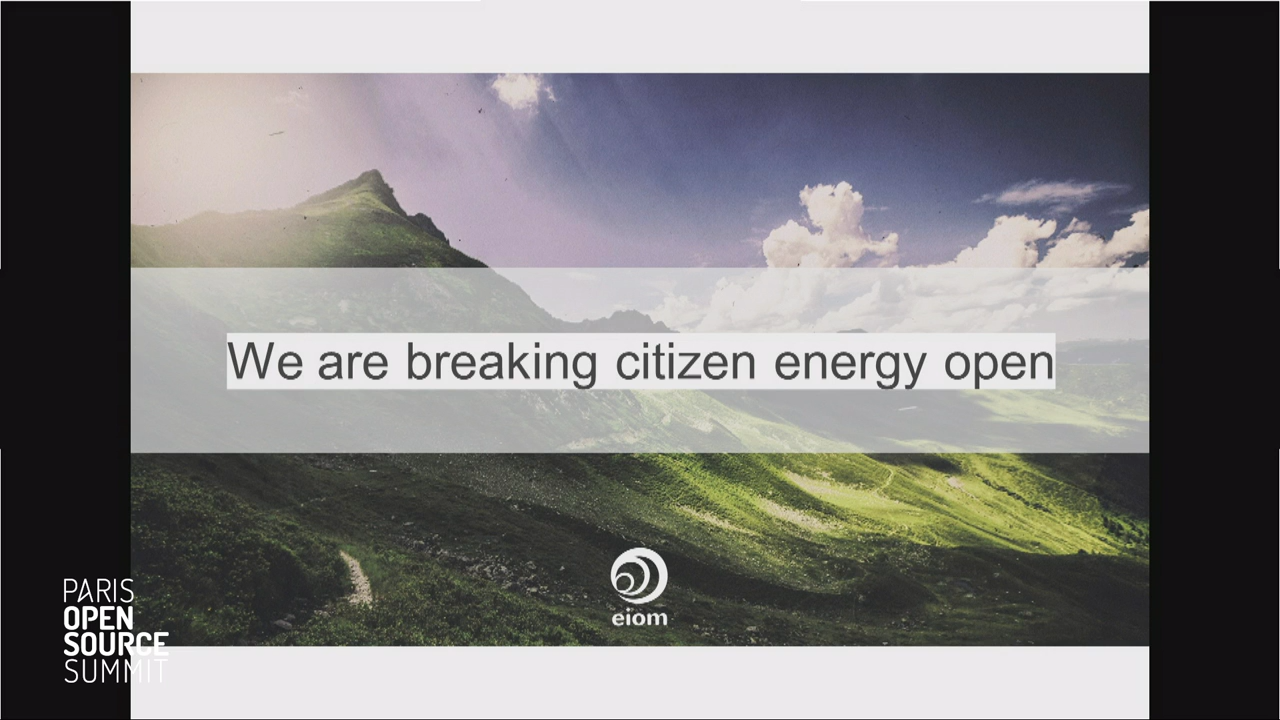 We are breaking citizen energy open
eiom
PARIS
OPEN
SOURCE
SUMMIT